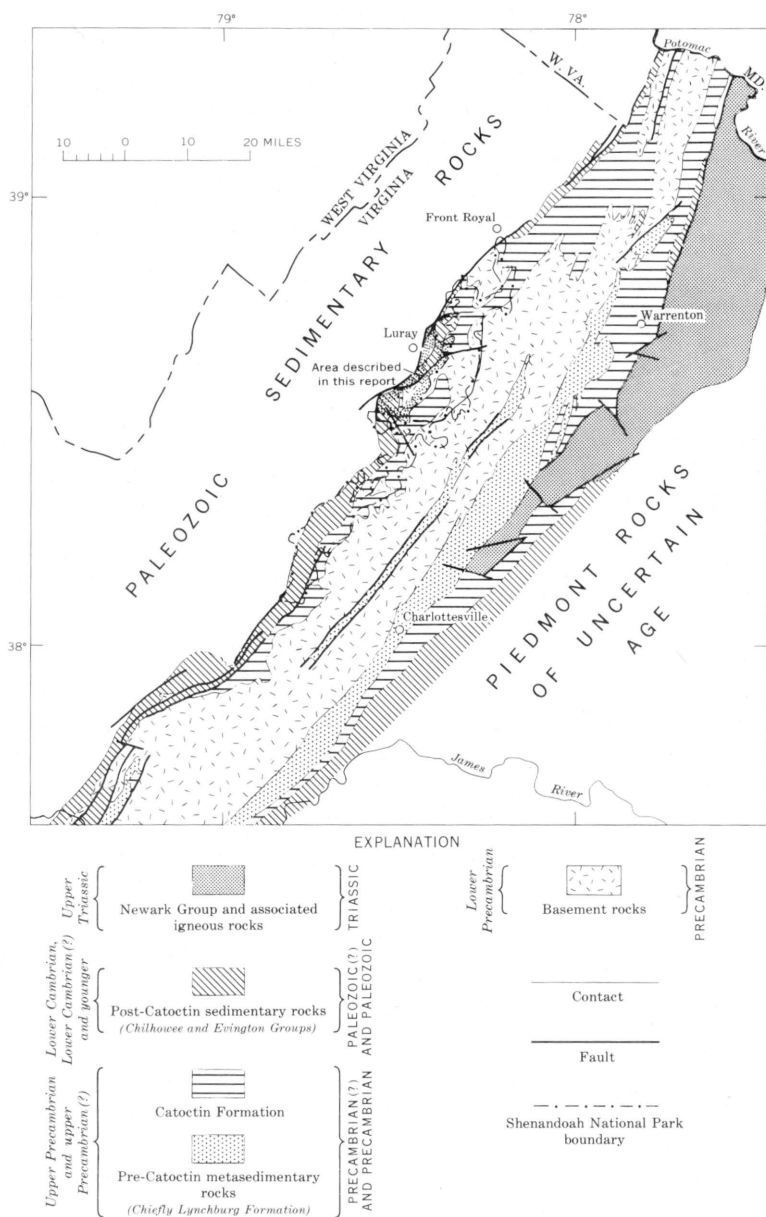 79°
78°
Potomac
MD.
River
W. VA.
10 0 10 20 MILES
WEST VIRGINIA
VIRGINIA
39°
PALEOZOIC SEDIMENTARY ROCKS
Front Royal
Luray
Warrenton
Area described
in this report
PIEDMONT ROCKS
OF UNCERTAIN
AGE
Charlottesville
38°
James River
EXPLANATION
Upper
Triassic
Newark Group and associated
igneous rocks
TRIASSIC
Lower Cambrian,
Lower Cambrian(?)
and younger
Post-Catoctin sedimentary rocks
(Chilhowee and Evington Groups)
PALEOZOIC(?)
AND PALEOZOIC
Upper Precambrian
and upper
Precambrian(?)
Catoctin Formation
Pre-Catoctin metasedimentary
rocks
(Chiefly Lynchburg Formation)
PRECAMBRIAN(?)
AND PRECAMBRIAN
Lower
Precambrian
Basement rocks
PRECAMBRIAN
Contact
Fault
Shenandoah National Park
boundary